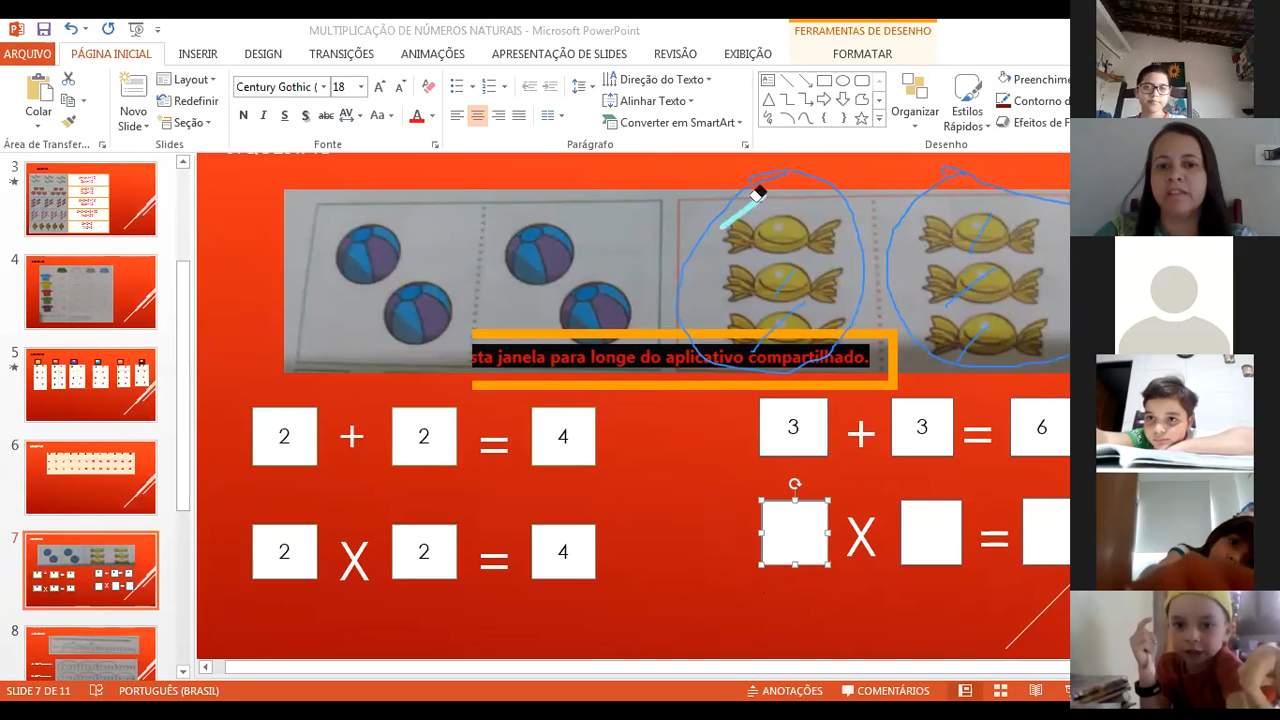 MULTIPLICAÇÃO DE NÚMEROS NATURAIS - Microsoft PowerPoint
FERRAMENTAS DE DESENHO
ARQUIVO PÁGINA INICIAL INSERIR DESIGN TRANSIÇÕES ANIMAÇÕES APRESENTAÇÃO DE SLIDES REVISÃO EXIBIÇÃO FORMATAR
Colar
Área de Transfer...
Novo Slide
Layout
Redefinir
Seção
Slides
Century Gothic ( 18
N I S S abc AV Aa A
Fonte
Direção do Texto
Alinhar Texto
Converter em SmartArt
Parágrafo
Organizar
Estilos Rápidos
Preenchime
Contorno d
Efeitos de F
Desenho
3
4
5
6
7
8
sta janela para longe do aplicativo compartilhado.
2 + 2 = 4
3 + 3 = 6
2 X 2 = 4
X =
SLIDE 7 DE 11 PORTUGUÊS (BRASIL) ANOTAÇÕES COMENTÁRIOS